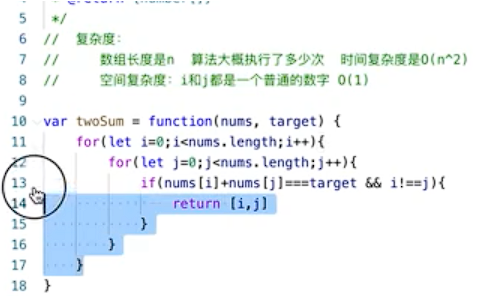 5 */
6 // 复杂度:
7 // 数组长度是n 算法大概执行了多少次 时间复杂度是O(n^2)
8 // 空间复杂度: i和j都是一个普通的数字 O(1)
9
10 var twoSum = function(nums, target) {
11 for(let i=0;i<nums.length;i++){
12 for(let j=0;j<nums.length;j++){
13 if(nums[i]+nums[j]===target && i!==j){
14 return [i,j]
15 }
16 }
17 }
18 }